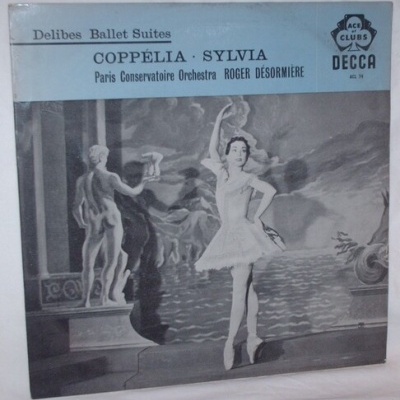 Delibes Ballet Suites
COPPÉLIA · SYLVIA
Paris Conservatoire Orchestra ROGER DÉSORMIÈRE
ACE
OF
CLUBS
DECCA